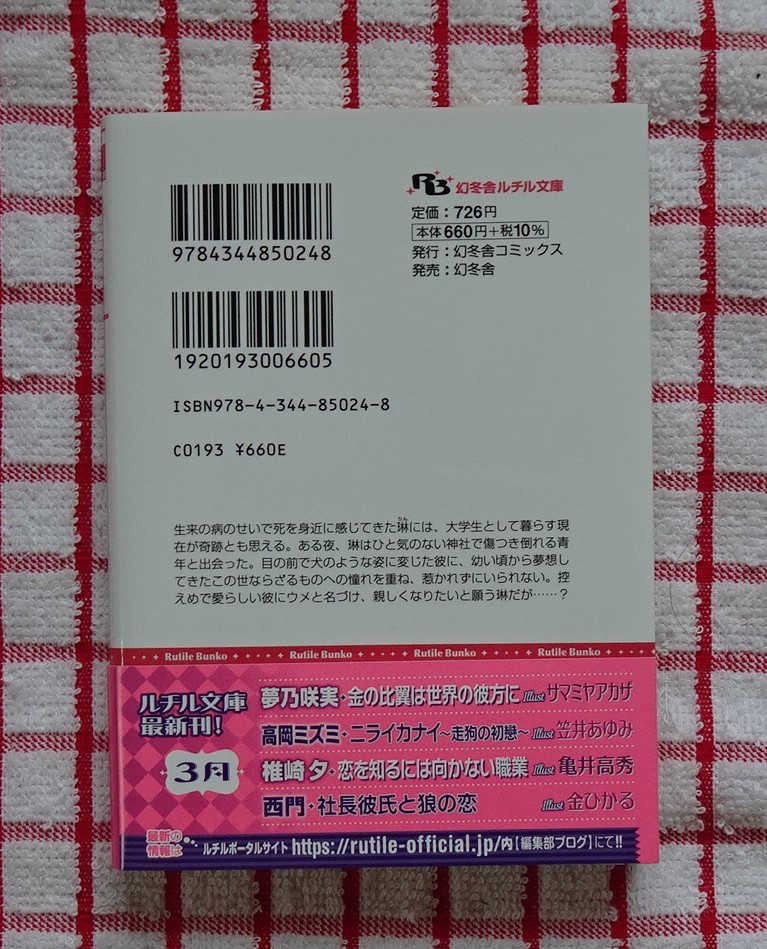 RB 幻冬舎ルチル文庫
定価：726円
本体660円＋税10％
発行：幻冬舎コミックス
発売：幻冬舎
9784344850248
1920193006605
ISBN978-4-344-85024-8
C0193 ¥660E
りん
生来の病のせいで死を身近に感じてきた琳には、大学生として暮らす現
在が奇跡とも思える。ある夜、琳はひと気のない神社で傷つき倒れる青
年と出会った。目の前で犬のような姿に変じた彼に、幼い頃から夢想し
てきたこの世ならざるものへの憧れを重ね、惹かれずにいられない。控
えめで愛らしい彼にウメと名づけ、親しくなりたいと願う琳だが……？
Rutile Bunko Rutile Bunko Rutile Bunko Rutile Bunko
ルチル文庫
最新刊！
3月
夢乃咲実・金の比翼は世界の彼方に Illust サマミヤアカザ
高岡ミズミ・ニライカナイ～走狗の初戀～ Illust 笠井あゆみ
椎崎 夕・恋を知るには向かない職業 Illust 亀井高秀
西門・社長彼氏と狼の恋 Illust 金ひかる
最新の
情報は
ルチルポータルサイト https://rutile-official.jp/内【編集部ブログ】にて!!